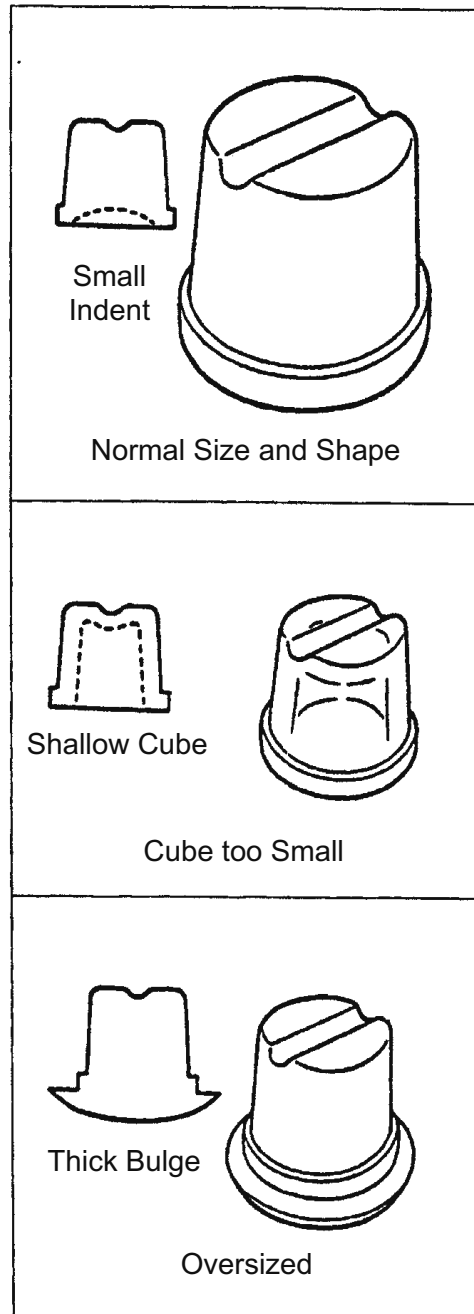 Small
Indent
Normal Size and Shape
Shallow Cube
Cube too Small
Thick Bulge
Oversized